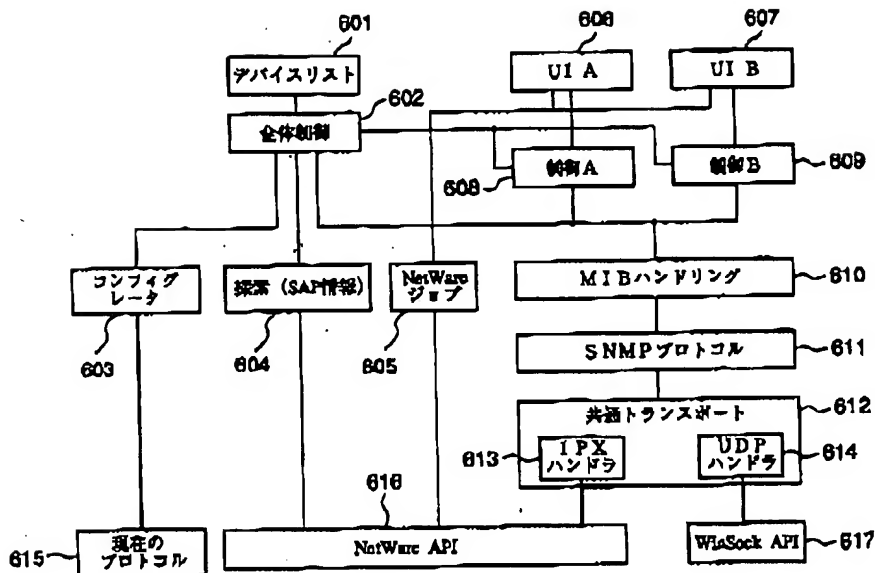 601
606
607
デバイスリスト
UI A
UI B
602
全体制御
制御A
制御B
609
608
コンフィグ
レータ
探索 (SAP情報)
NetWare
ジョブ
MIBハンドリング
610
603
604
605
SNMPプロトコル
611
共通トランスポート
612
613
IPX
ハンドラ
UDP
ハンドラ
614
616
615
現在の
プロトコル
NetWare API
WinSock API
617